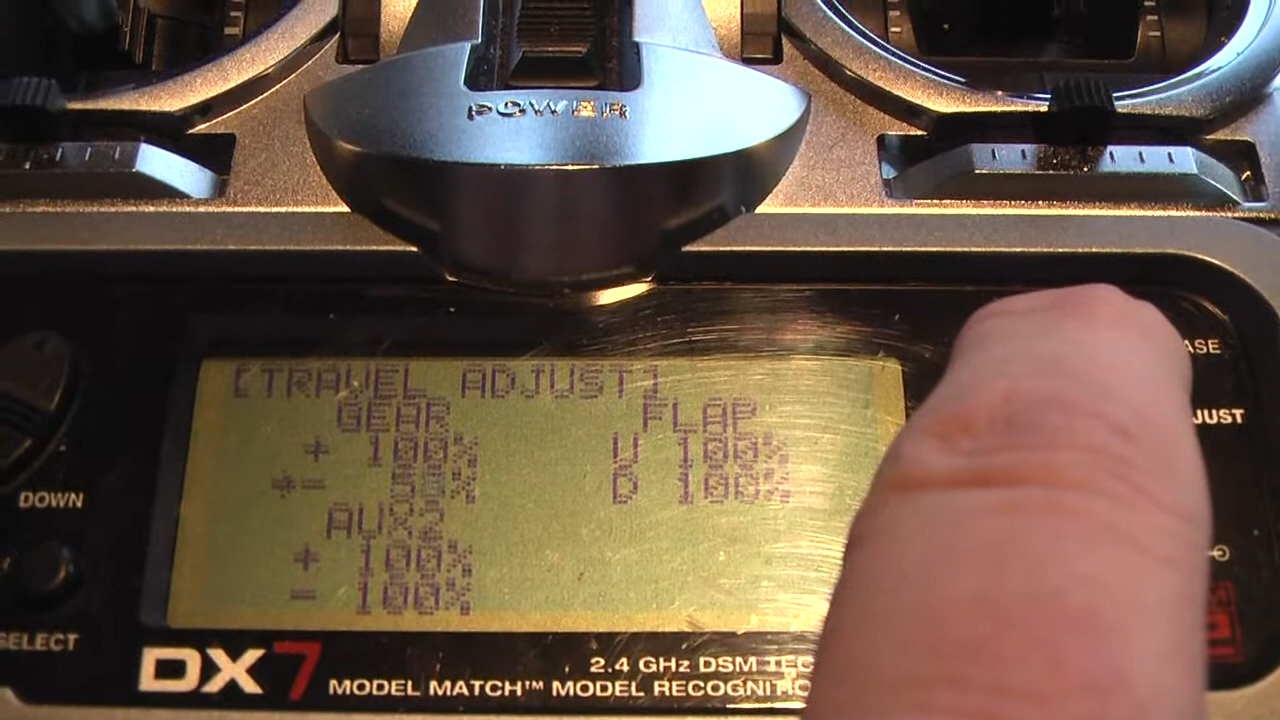 POWER
[TRAVEL ADJUST]
GEAR FLAP
+ 100% U 100%
*- 53% D 100%
AUX2
+ 100%
- 100%
DOWN
SELECT
DX7
2.4 GHz DSM
MODEL MATCH™ MODEL